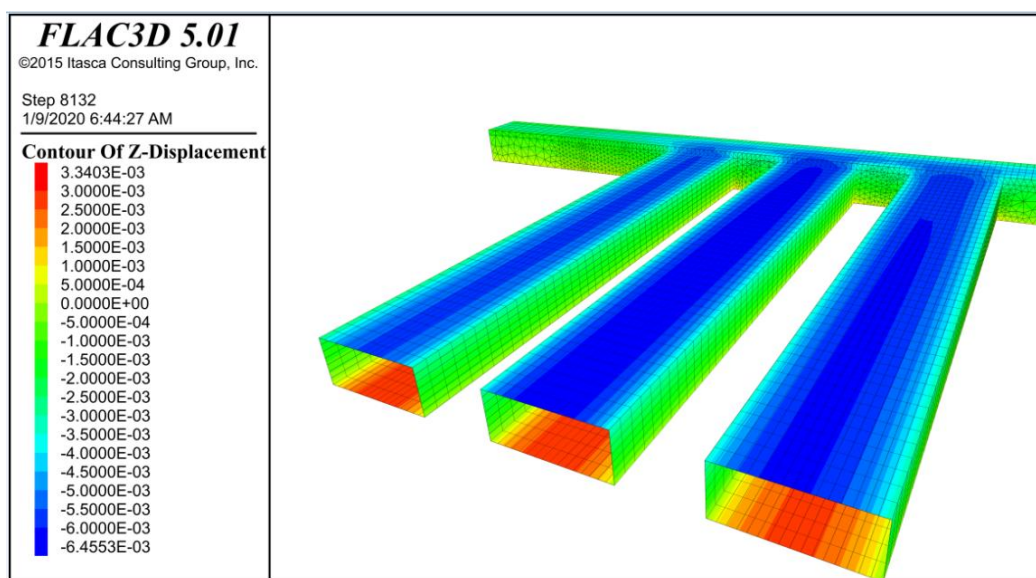 FLAC3D 5.01
©2015 Itasca Consulting Group, Inc.
Step 8132
1/9/2020 6:44:27 AM
Contour Of Z-Displacement
3.3403E-03
3.0000E-03
2.5000E-03
2.0000E-03
1.5000E-03
1.0000E-03
5.0000E-04
0.0000E+00
-5.0000E-04
-1.0000E-03
-1.5000E-03
-2.0000E-03
-2.5000E-03
-3.0000E-03
-3.5000E-03
-4.0000E-03
-4.5000E-03
-5.0000E-03
-5.5000E-03
-6.0000E-03
-6.4553E-03